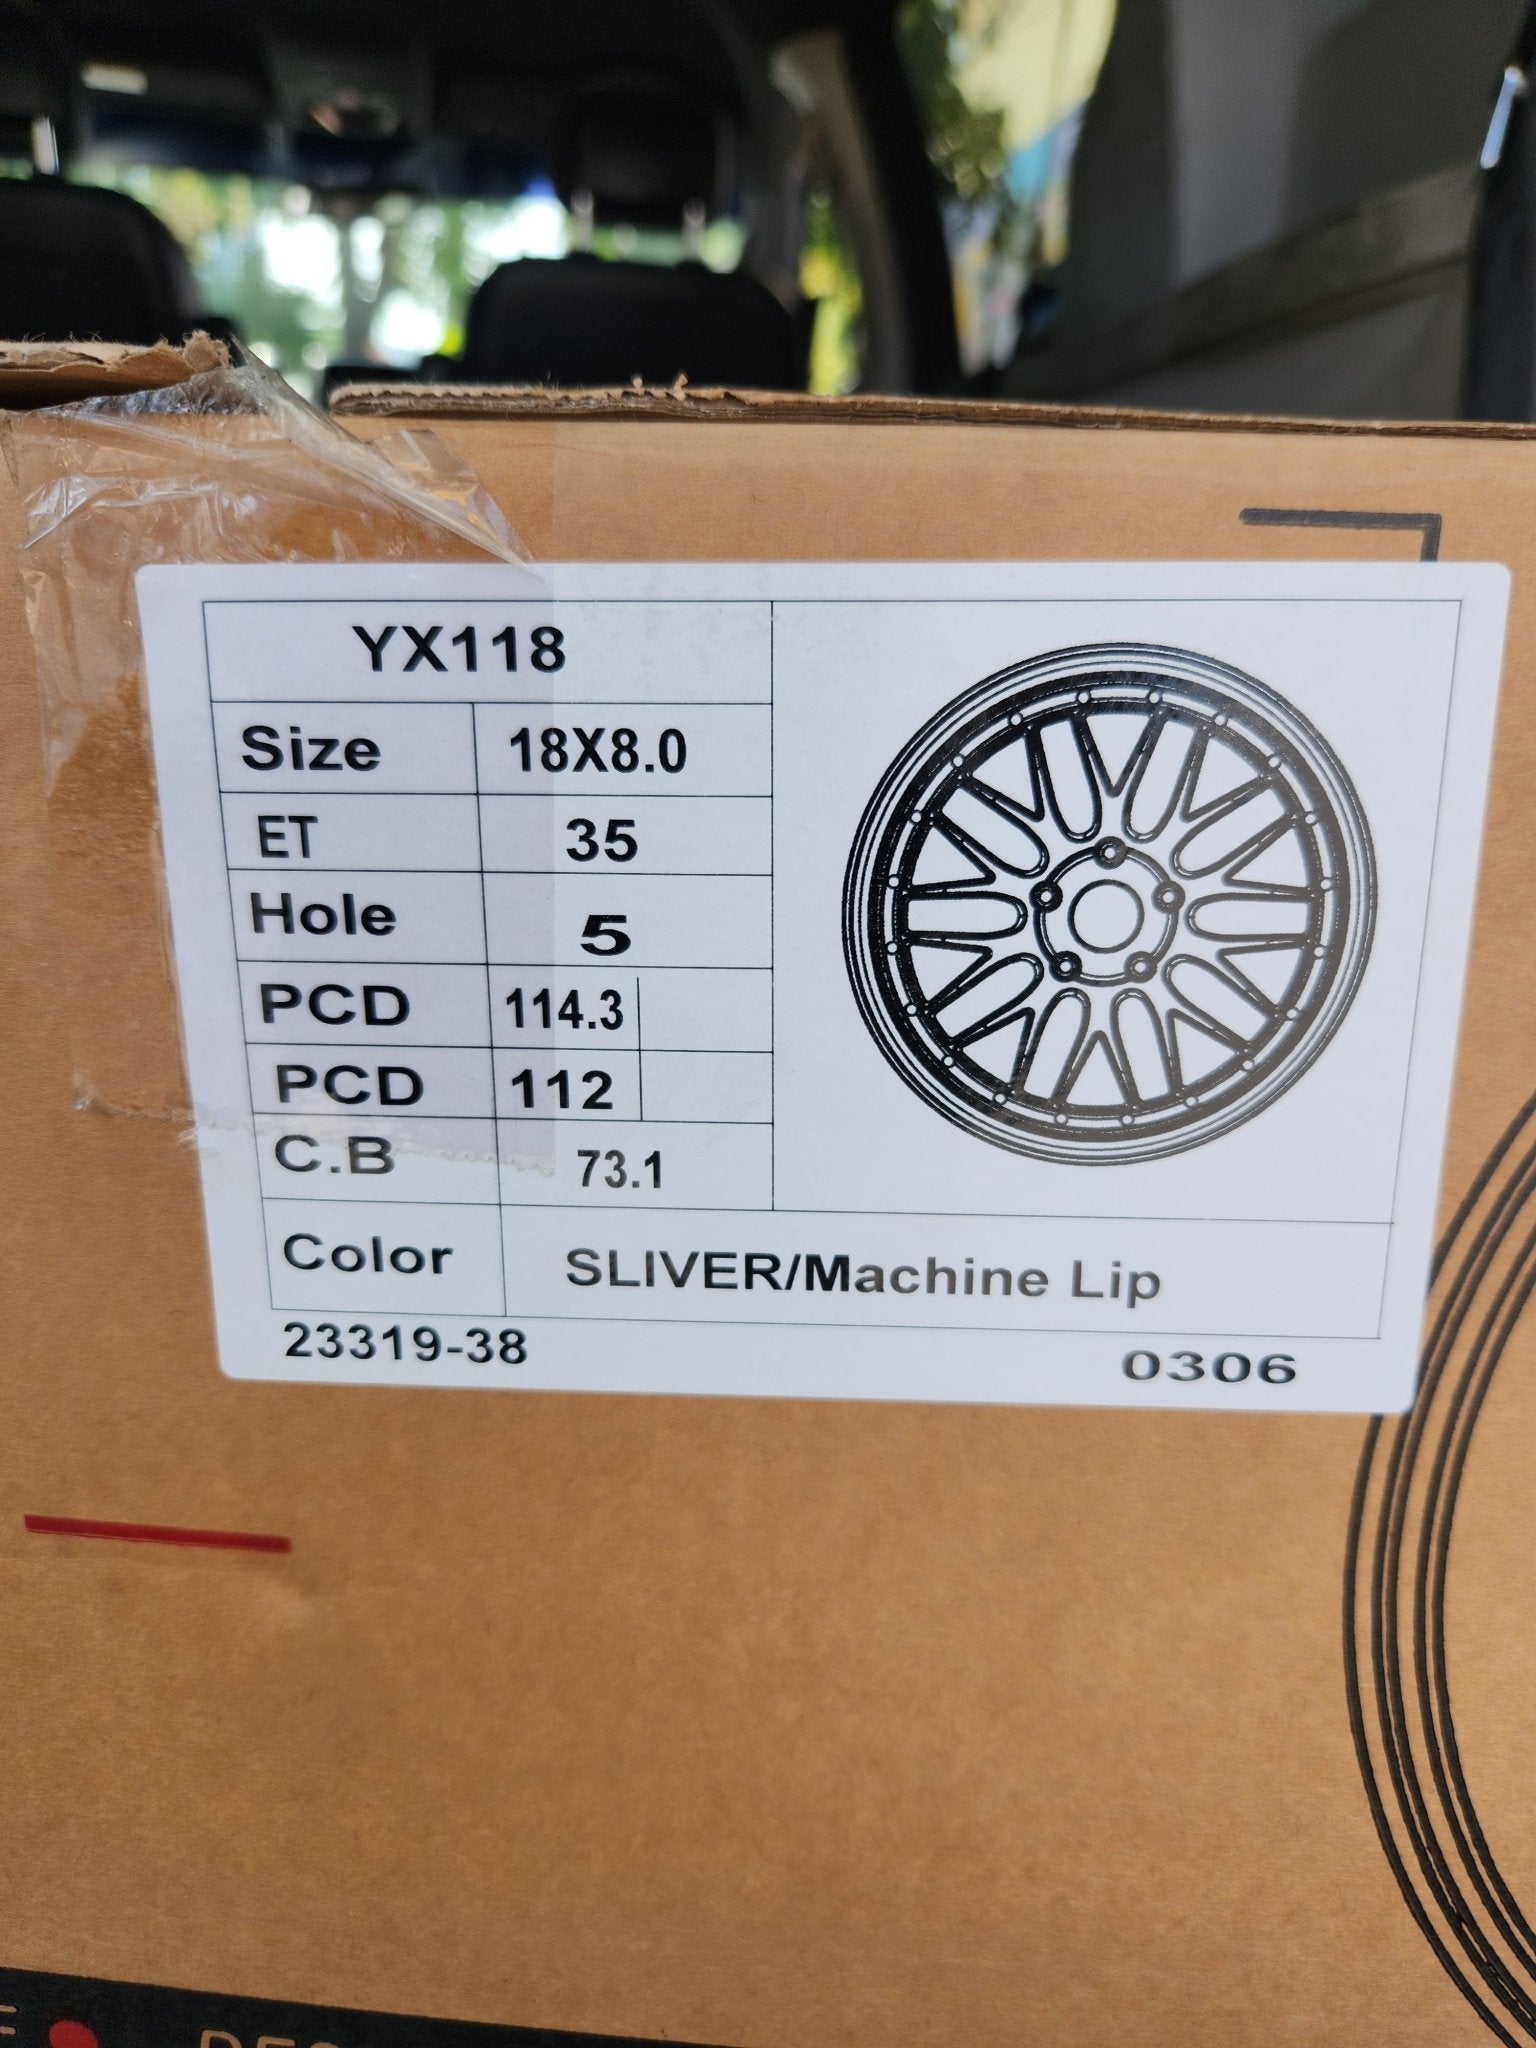 YX118
Size 18X8.0
ET 35
Hole 5
PCD 114.3
PCD 112
C.B 73.1
Color SLIVER/Machine Lip
23319-38 0306